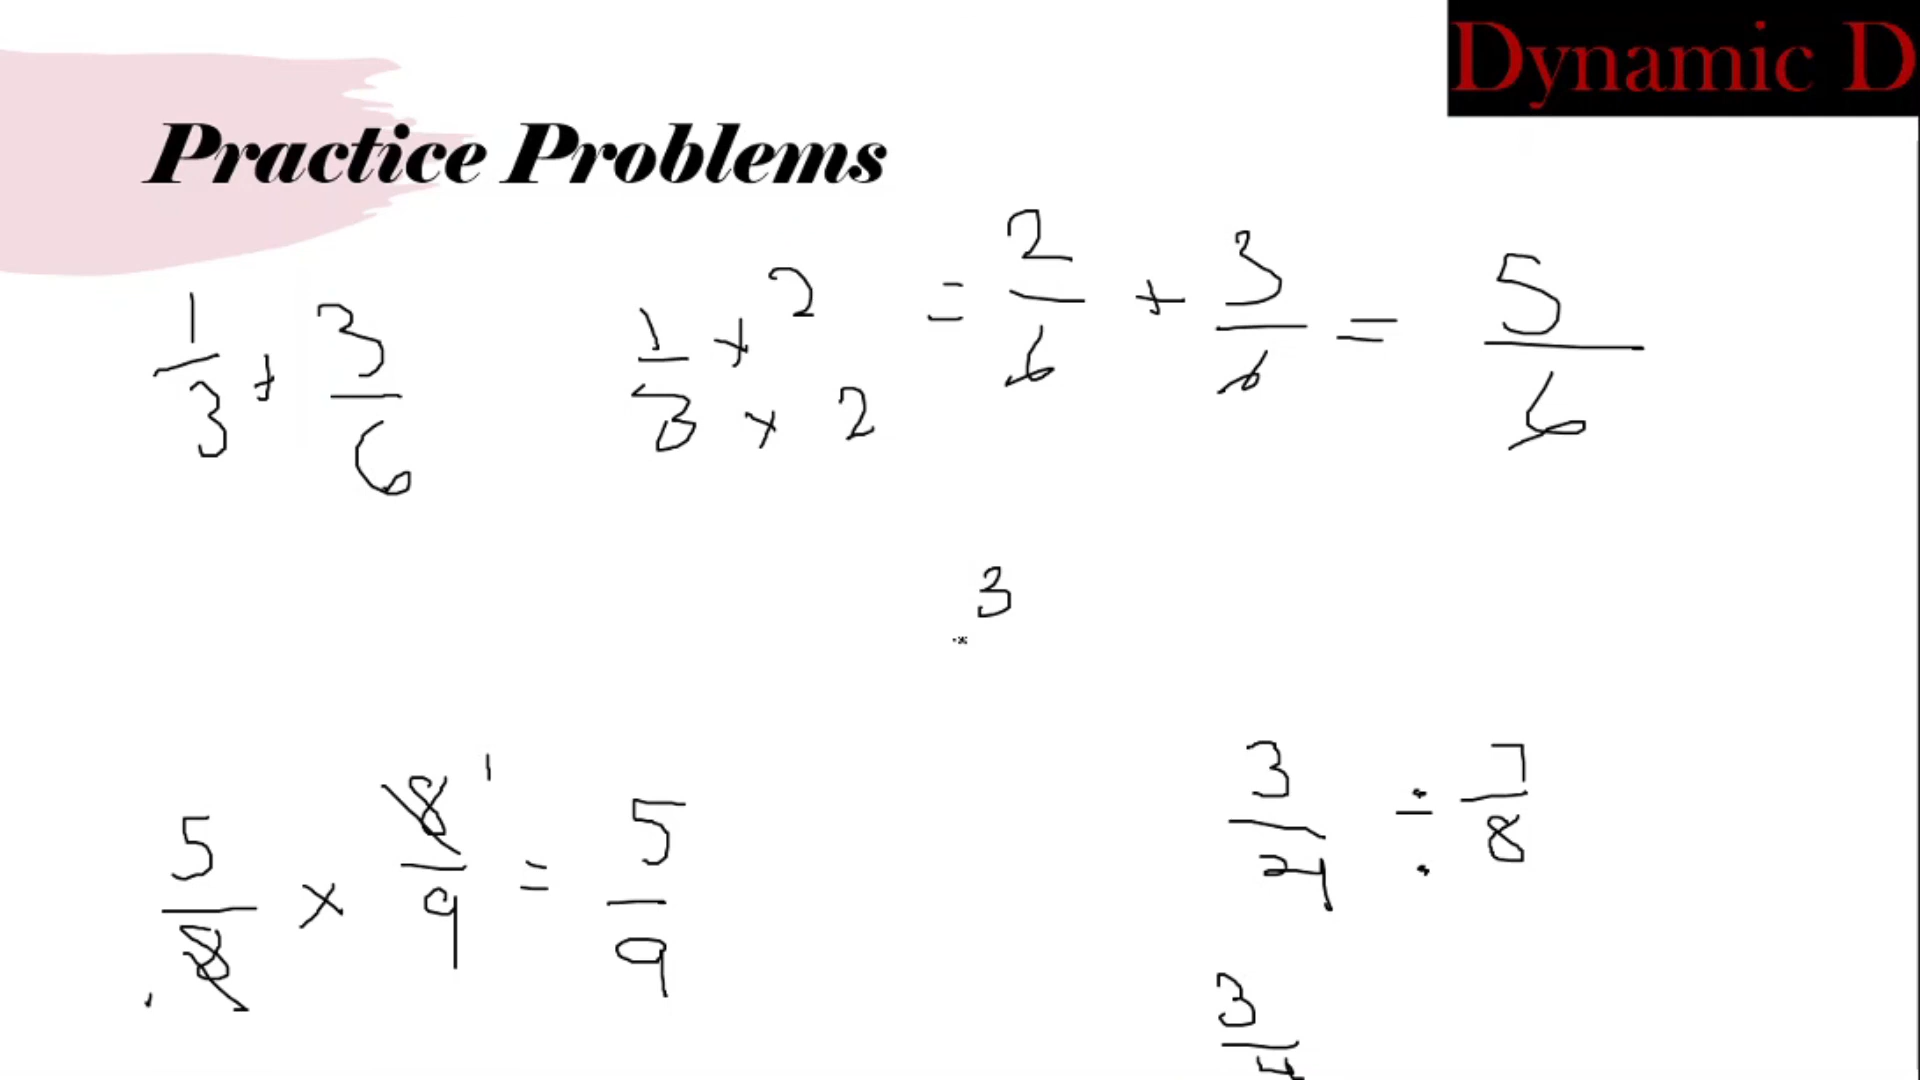 Dynamic D
Practice Problems
1/3 + 3/6
1/3 × 2 / × 2 = 2/6 + 3/6 = 5/6
3
5/8 × 8/9 1 = 5/9
3/4 ÷ 7/8
3/4